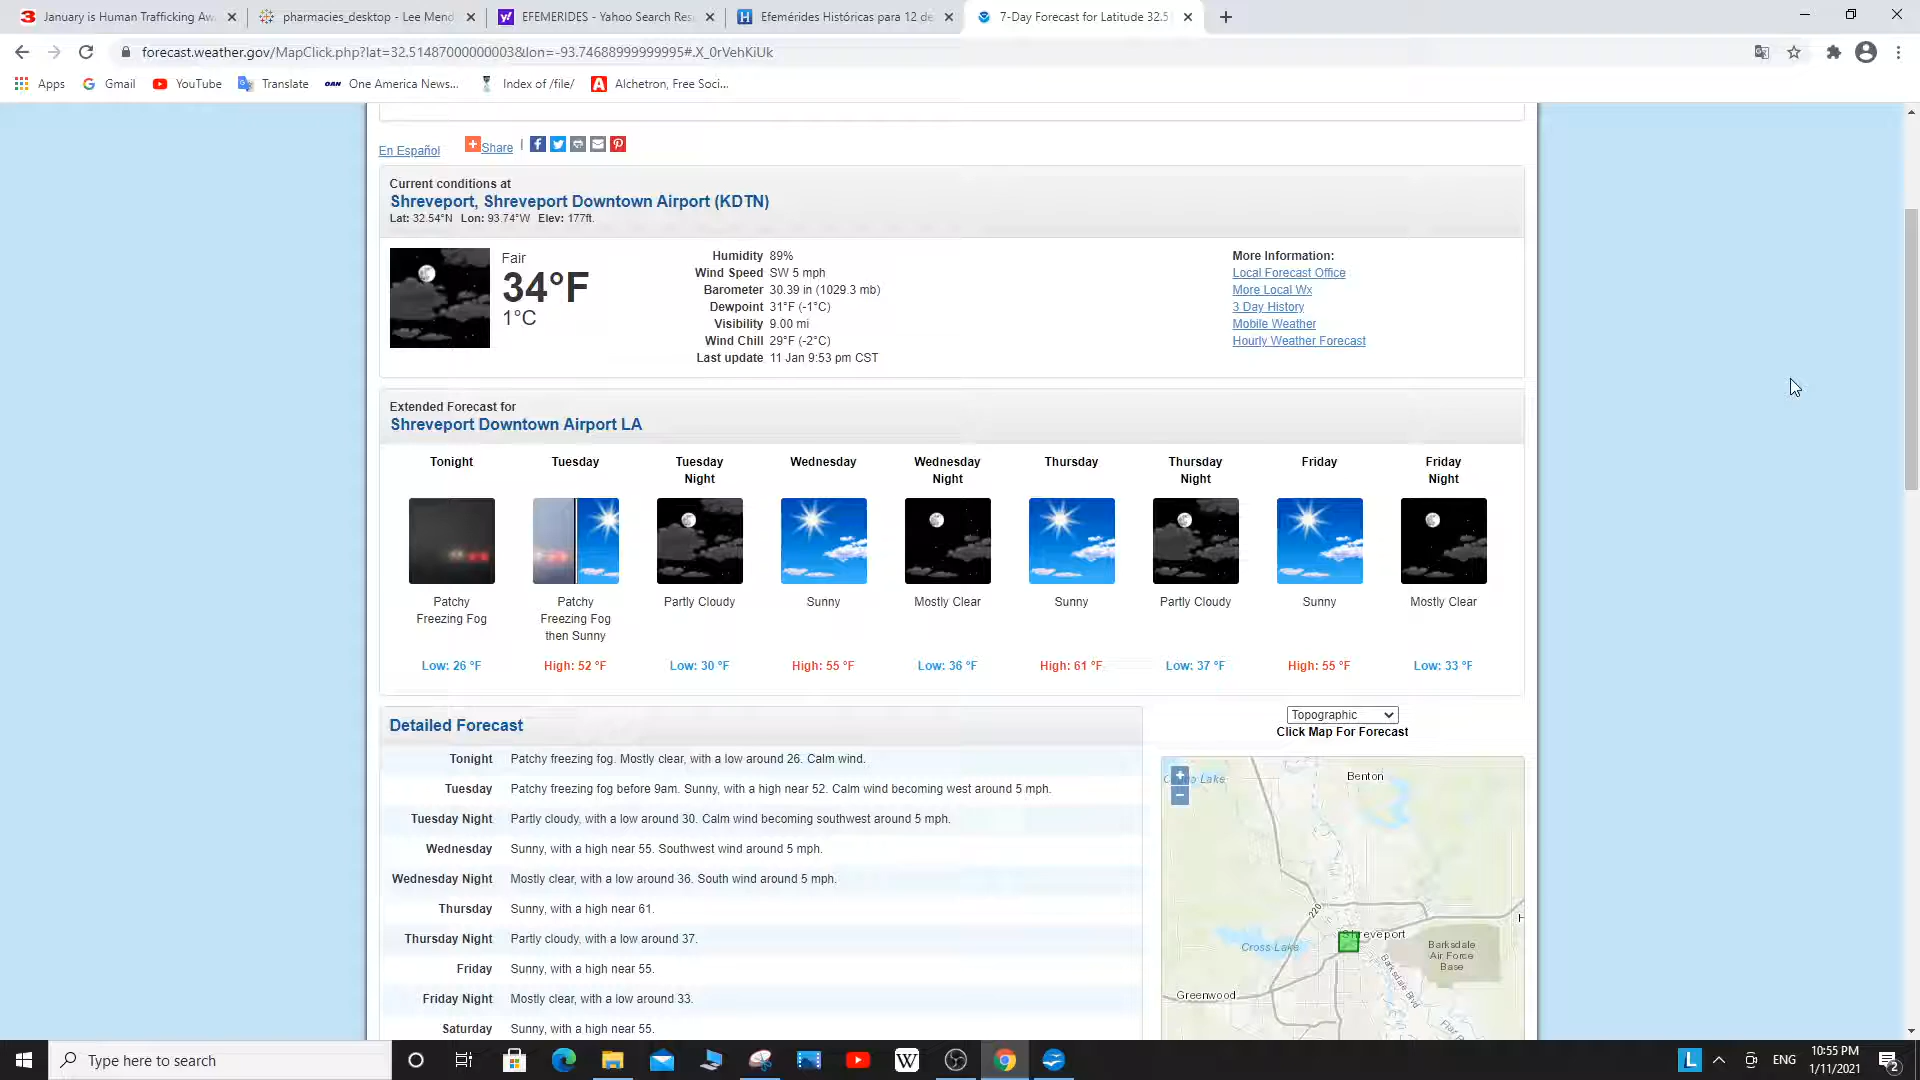 January is Human Trafficking Aw
pharmacies_desktop - Lee Mend
EFEMERIDES - Yahoo Search Res
Efemérides Históricas para 12 de
7-Day Forecast for Latitude 32.5
forecast.weather.gov/MapClick.php?lat=32.51487000000003&lon=-93.74688999999995#.X_0rVehKiUk
Apps
Gmail
YouTube
Translate
OAN One America News...
Index of /file/
Alchetron, Free Soci...
En Español
Share
Current conditions at
Shreveport, Shreveport Downtown Airport (KDTN)
Lat: 32.54°N Lon: 93.74°W Elev: 177ft.
Fair
34°F
1°C
Humidity 89%
Wind Speed SW 5 mph
Barometer 30.39 in (1029.3 mb)
Dewpoint 31°F (-1°C)
Visibility 9.00 mi
Wind Chill 29°F (-2°C)
Last update 11 Jan 9:53 pm CST
More Information:
Local Forecast Office
More Local Wx
3 Day History
Mobile Weather
Hourly Weather Forecast
Extended Forecast for
Shreveport Downtown Airport LA
Tonight
Patchy
Freezing Fog
Low: 26 °F
Tuesday
Patchy
Freezing Fog
then Sunny
High: 52 °F
Tuesday
Night
Partly Cloudy
Low: 30 °F
Wednesday
Sunny
High: 55 °F
Wednesday
Night
Mostly Clear
Low: 36 °F
Thursday
Sunny
High: 61 °F
Thursday
Night
Partly Cloudy
Low: 37 °F
Friday
Sunny
High: 55 °F
Friday
Night
Mostly Clear
Low: 33 °F
Detailed Forecast
Tonight Patchy freezing fog. Mostly clear, with a low around 26. Calm wind.
Tuesday Patchy freezing fog before 9am. Sunny, with a high near 52. Calm wind becoming west around 5 mph.
Tuesday Night Partly cloudy, with a low around 30. Calm wind becoming southwest around 5 mph.
Wednesday Sunny, with a high near 55. Southwest wind around 5 mph.
Wednesday Night Mostly clear, with a low around 36. South wind around 5 mph.
Thursday Sunny, with a high near 61.
Thursday Night Partly cloudy, with a low around 37.
Friday Sunny, with a high near 55.
Friday Night Mostly clear, with a low around 33.
Saturday Sunny, with a high near 55.
Topographic
Click Map For Forecast
Lake
Benton
220
Shreveport
Cross Lake
Barksdale
Air Force
Base
Barksdale Blvd
Greenwood
Type here to search
W
L
ENG
10:55 PM
1/11/2021
2